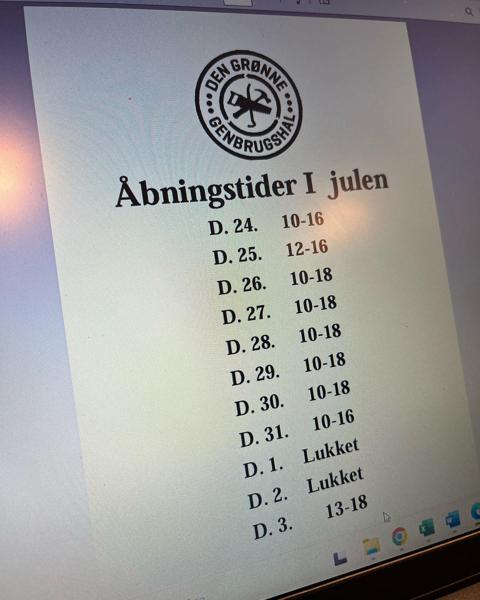 DEN GRØNNE
GENBRUGSHAL
Åbningstider I julen
D. 24. 10-16
D. 25. 12-16
D. 26. 10-18
D. 27. 10-18
D. 28. 10-18
D. 29. 10-18
D. 30. 10-18
D. 31. 10-16
D. 1. Lukket
D. 2. Lukket
D. 3. 13-18